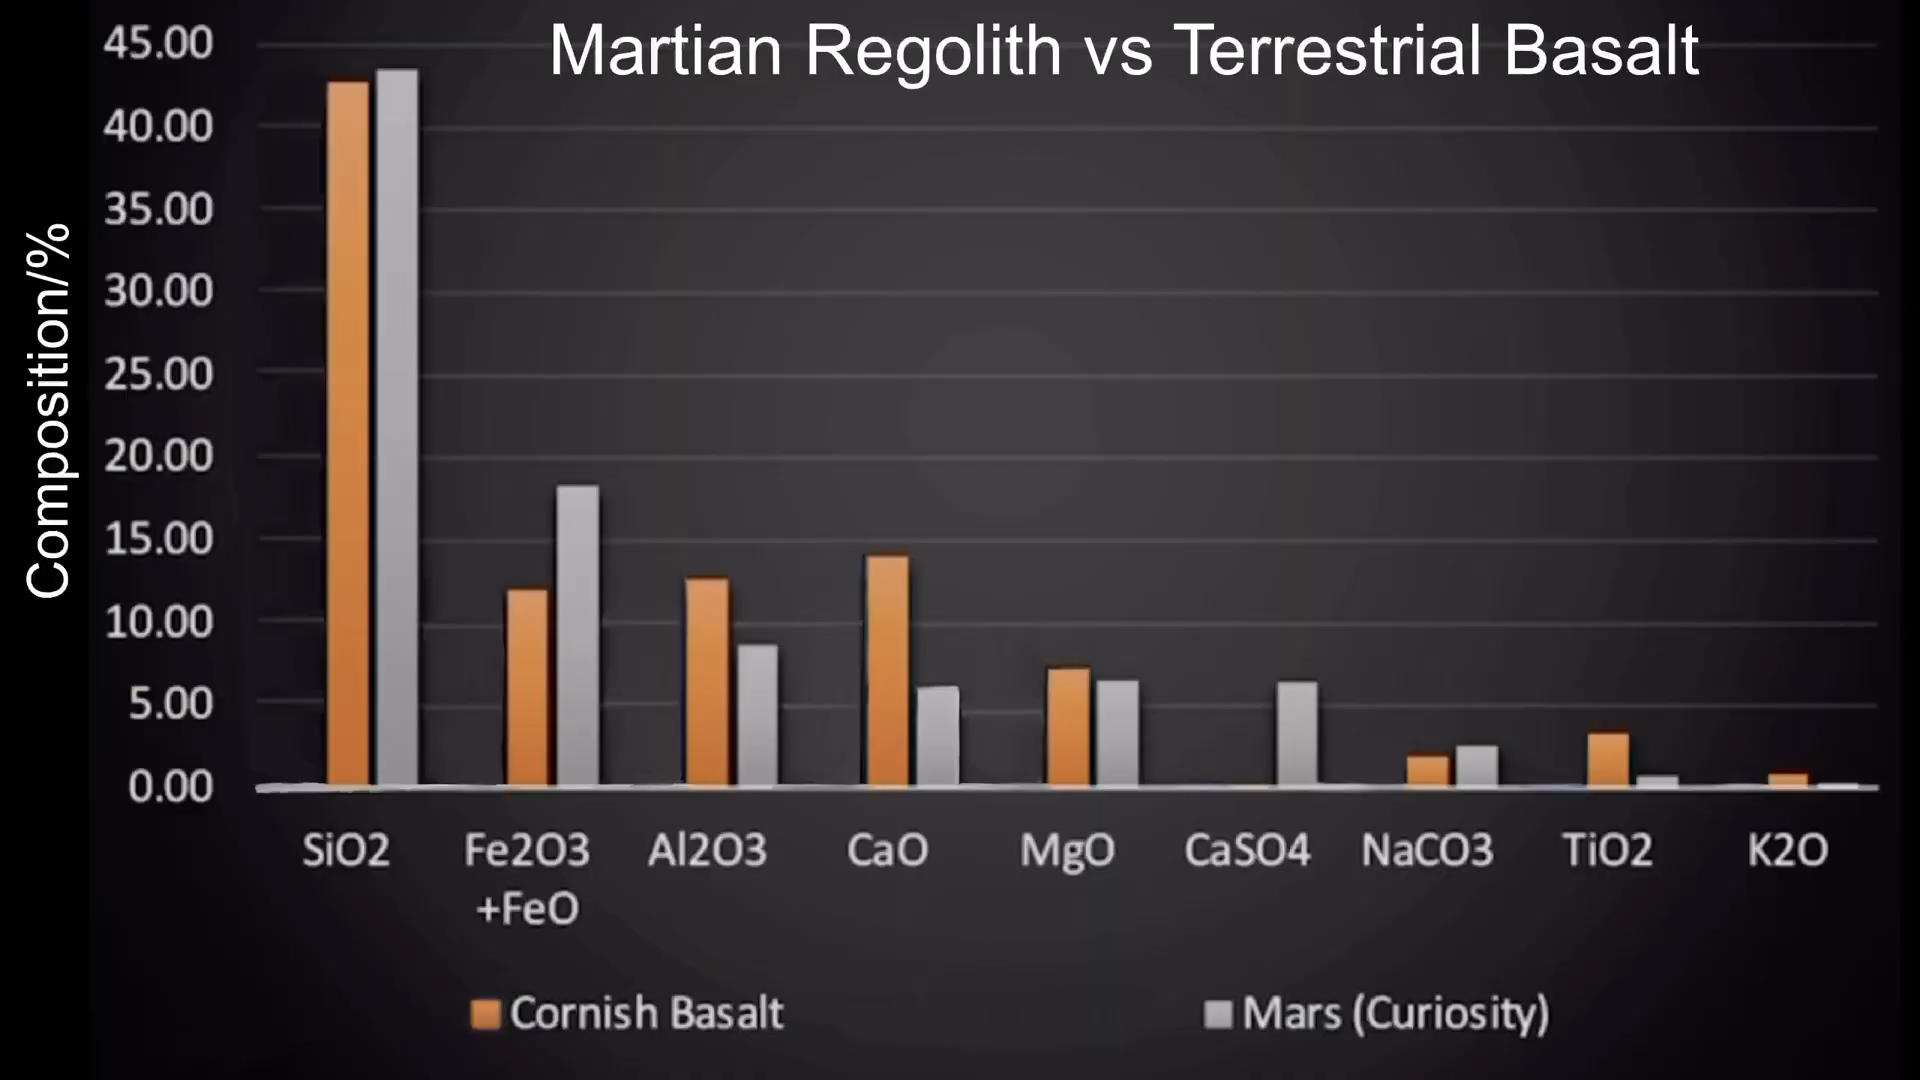 Martian Regolith vs Terrestrial Basalt
Composition/%
45.00
40.00
35.00
30.00
25.00
20.00
15.00
10.00
5.00
0.00
SiO2
Fe2O3
+FeO
Al2O3
CaO
MgO
CaSO4
NaCO3
TiO2
K2O
Cornish Basalt
Mars (Curiosity)